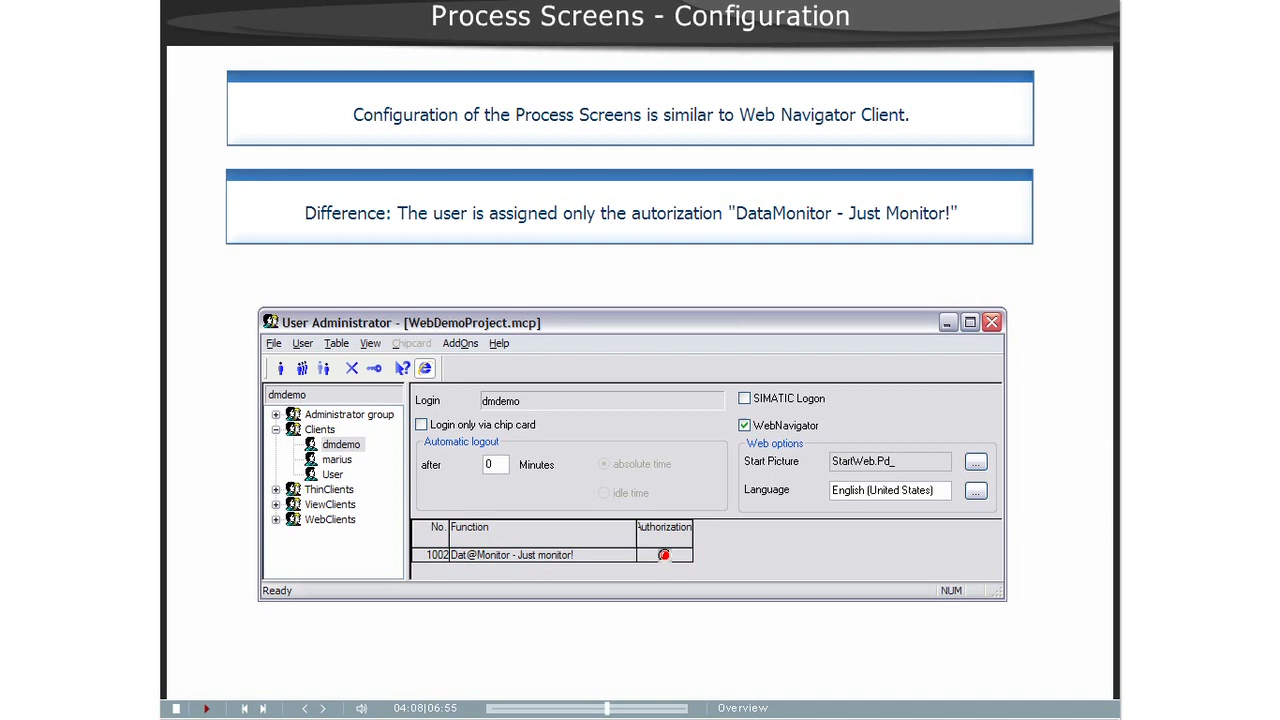 Process Screens - Configuration
Configuration of the Process Screens is similar to Web Navigator Client.
Difference: The user is assigned only the autorization "DataMonitor - Just Monitor!"
User Administrator - [WebDemoProject.mcp]
File User Table View Chipcard AddOns Help
dmdemo
Administrator group
Clients
dmdemo
marius
User
ThinClients
ViewClients
WebClients
Login dmdemo
Login only via chip card
Automatic logout
after 0 Minutes
absolute time
idle time
SIMATIC Logon
WebNavigator
Web options
Start Picture StartWeb.Pd_ ...
Language English (United States) ...
No. Function uthorization
1002 Dat@Monitor - Just monitor!
Ready NUM
04:08|06:55 Overview